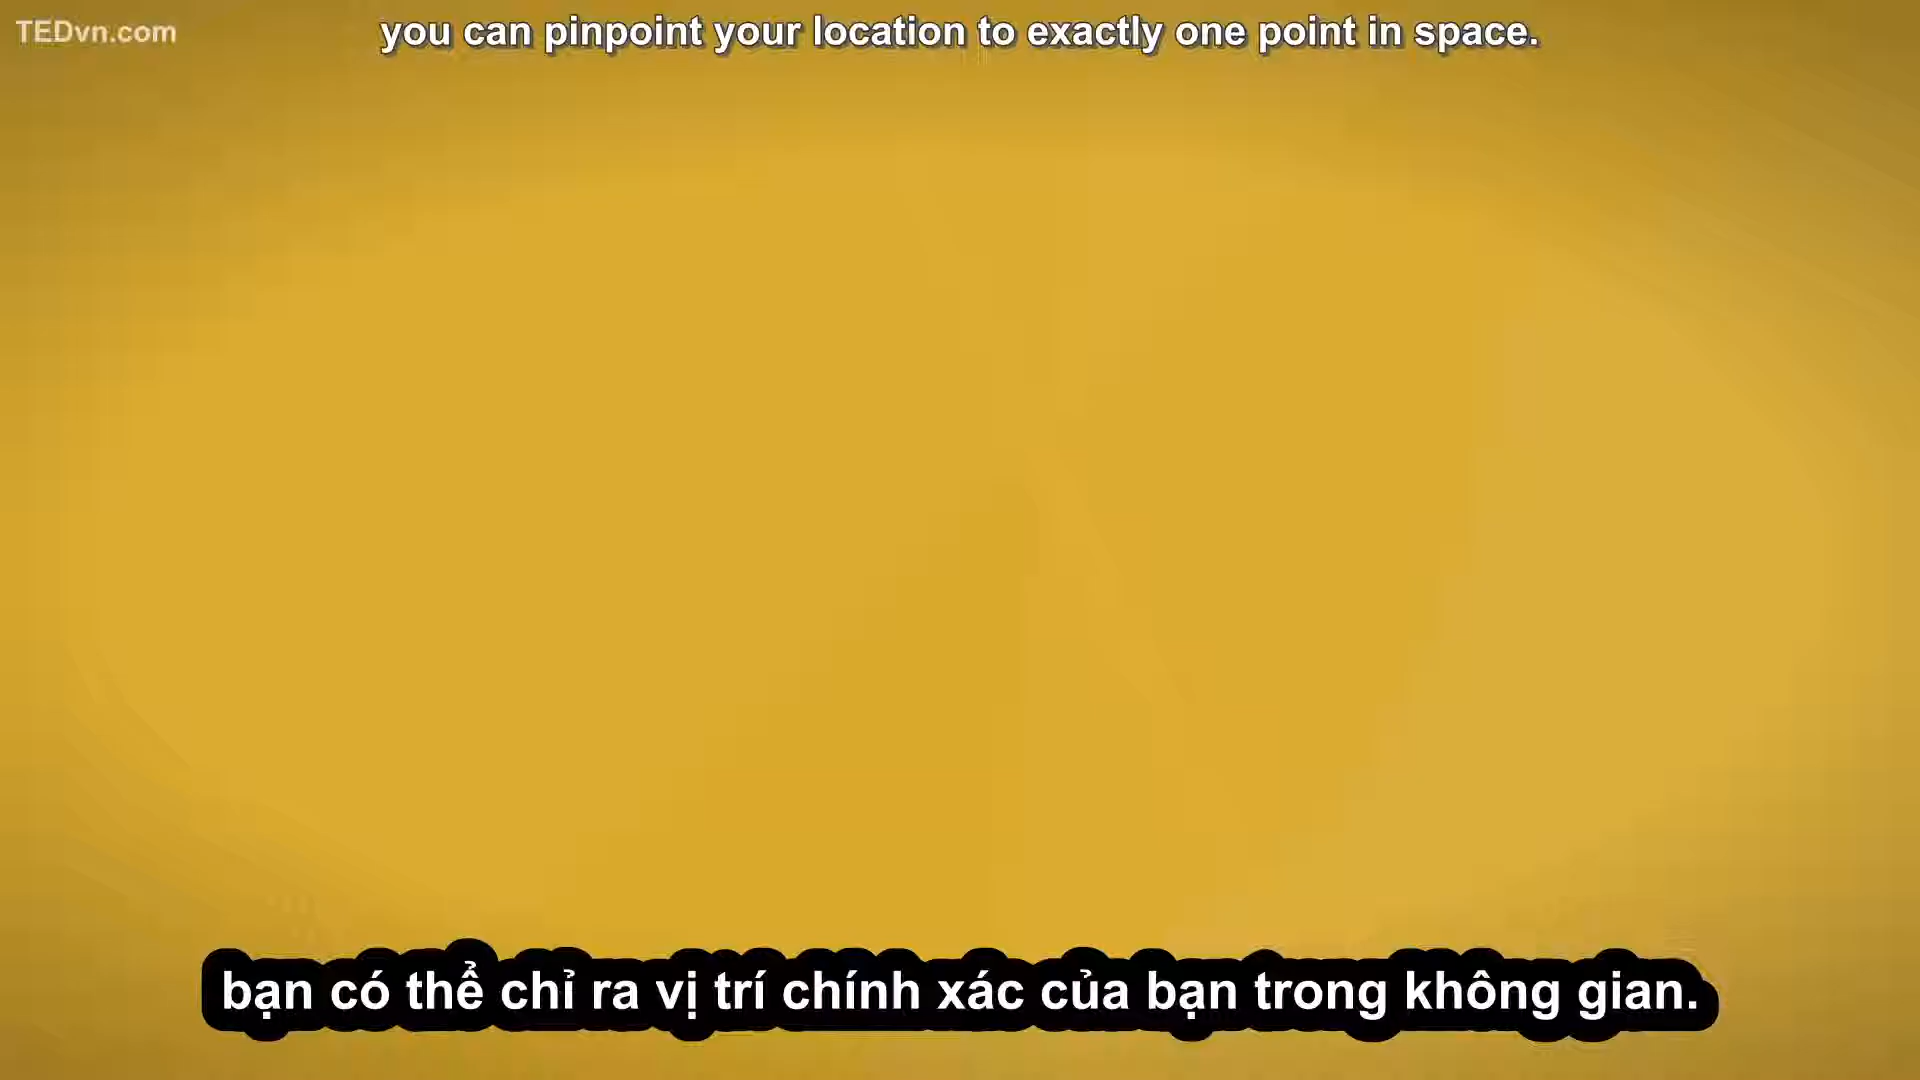 TEDvn.com
you can pinpoint your location to exactly one point in space.
bạn có thể chỉ ra vị trí chính xác của bạn trong không gian.